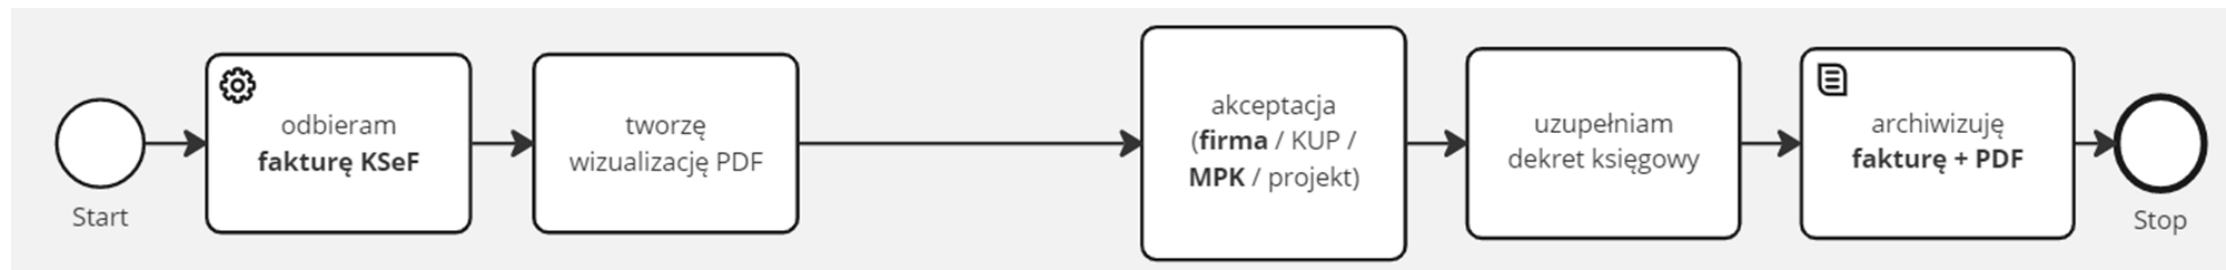 Start
odbieram
fakturę KSeF
tworzę
wizualizację PDF
akceptacja
(firma / KUP /
MPK / projekt)
uzupełniam
dekret księgowy
archiwizuję
fakturę + PDF
Stop